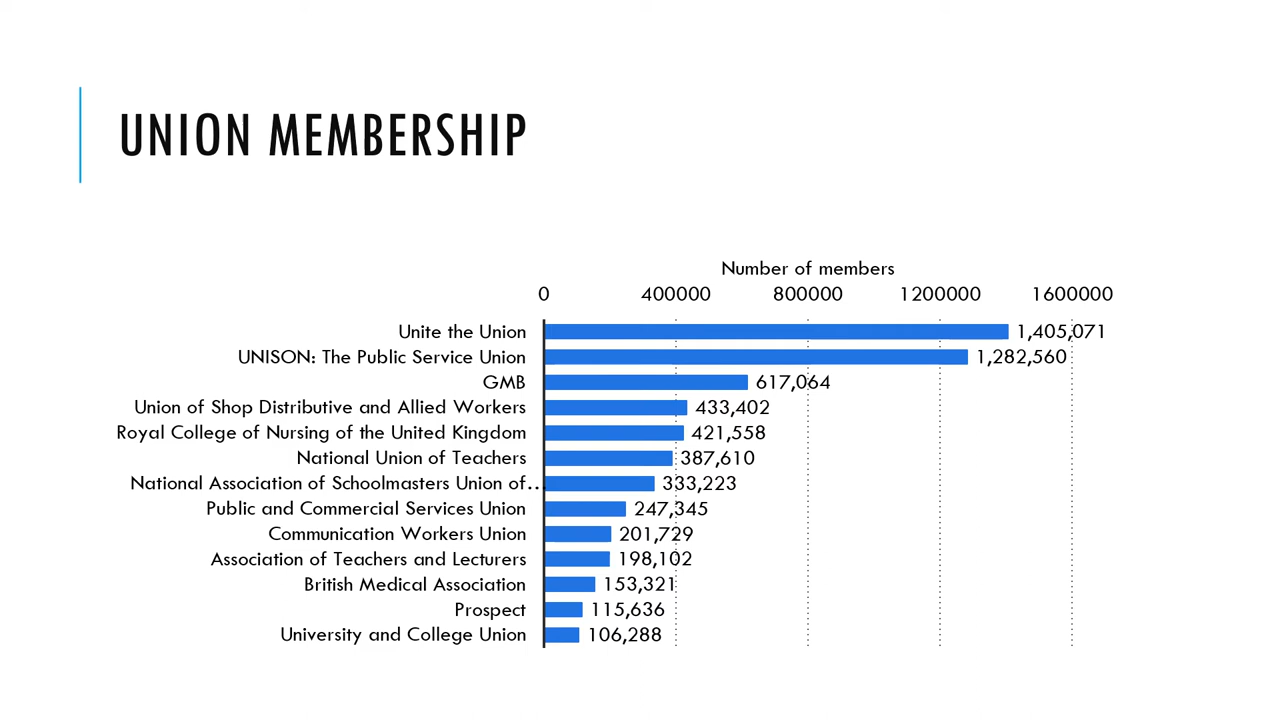 UNION MEMBERSHIP
Number of members
0 400000 800000 1200000 1600000
Unite the Union 1,405,071
UNISON: The Public Service Union 1,282,560
GMB 617,064
Union of Shop Distributive and Allied Workers 433,402
Royal College of Nursing of the United Kingdom 421,558
National Union of Teachers 387,610
National Association of Schoolmasters Union of... 333,223
Public and Commercial Services Union 247,345
Communication Workers Union 201,729
Association of Teachers and Lecturers 198,102
British Medical Association 153,321
Prospect 115,636
University and College Union 106,288